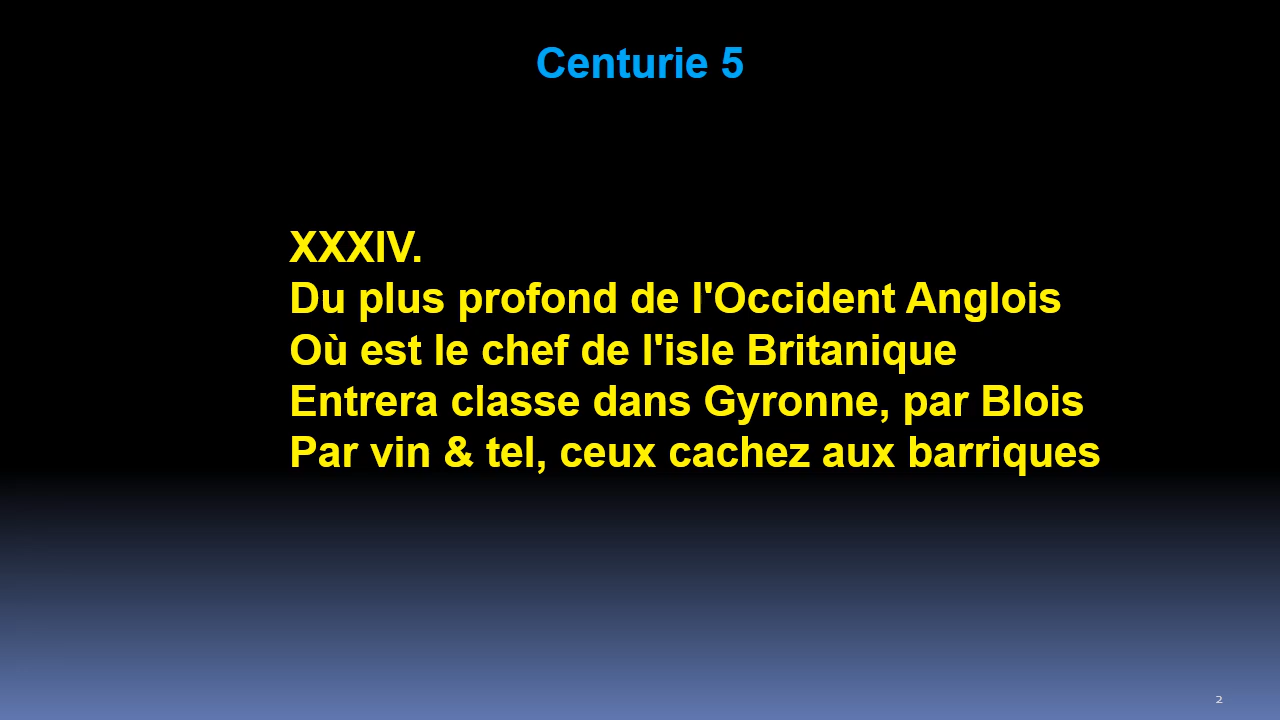 Centurie 5
XXXIV.
Du plus profond de l'Occident Anglois
Où est le chef de l'isle Britanique
Entrera classe dans Gyronne, par Blois
Par vin & tel, ceux cachez aux barriques
2